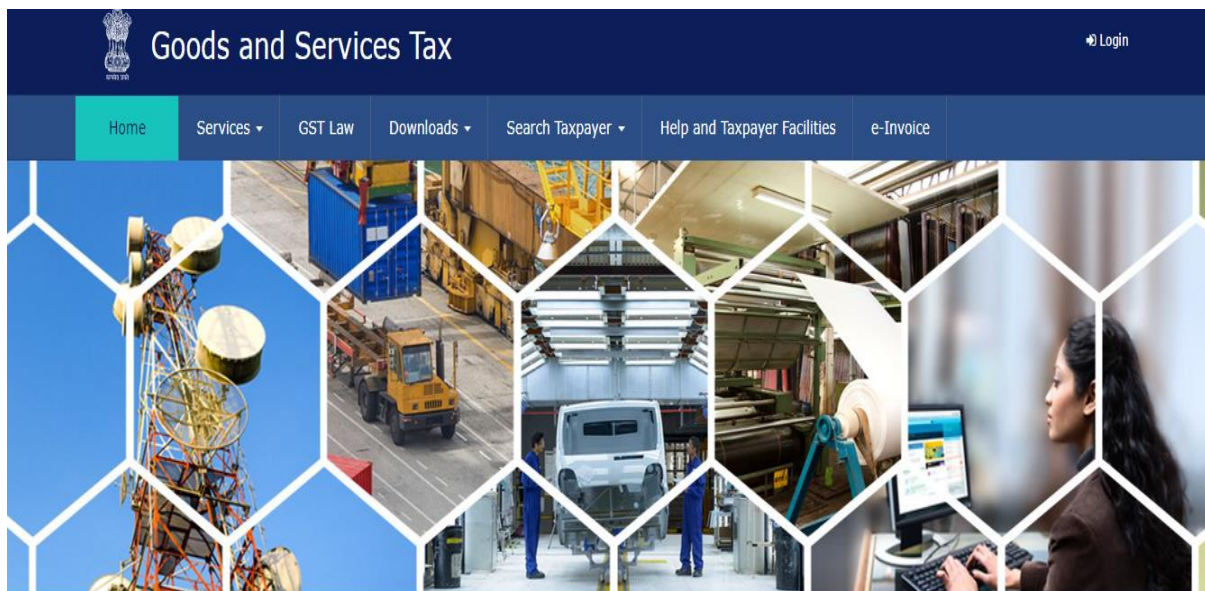 Goods and Services Tax
Login
Home
Services
GST Law
Downloads
Search Taxpayer
Help and Taxpayer Facilities
e-Invoice